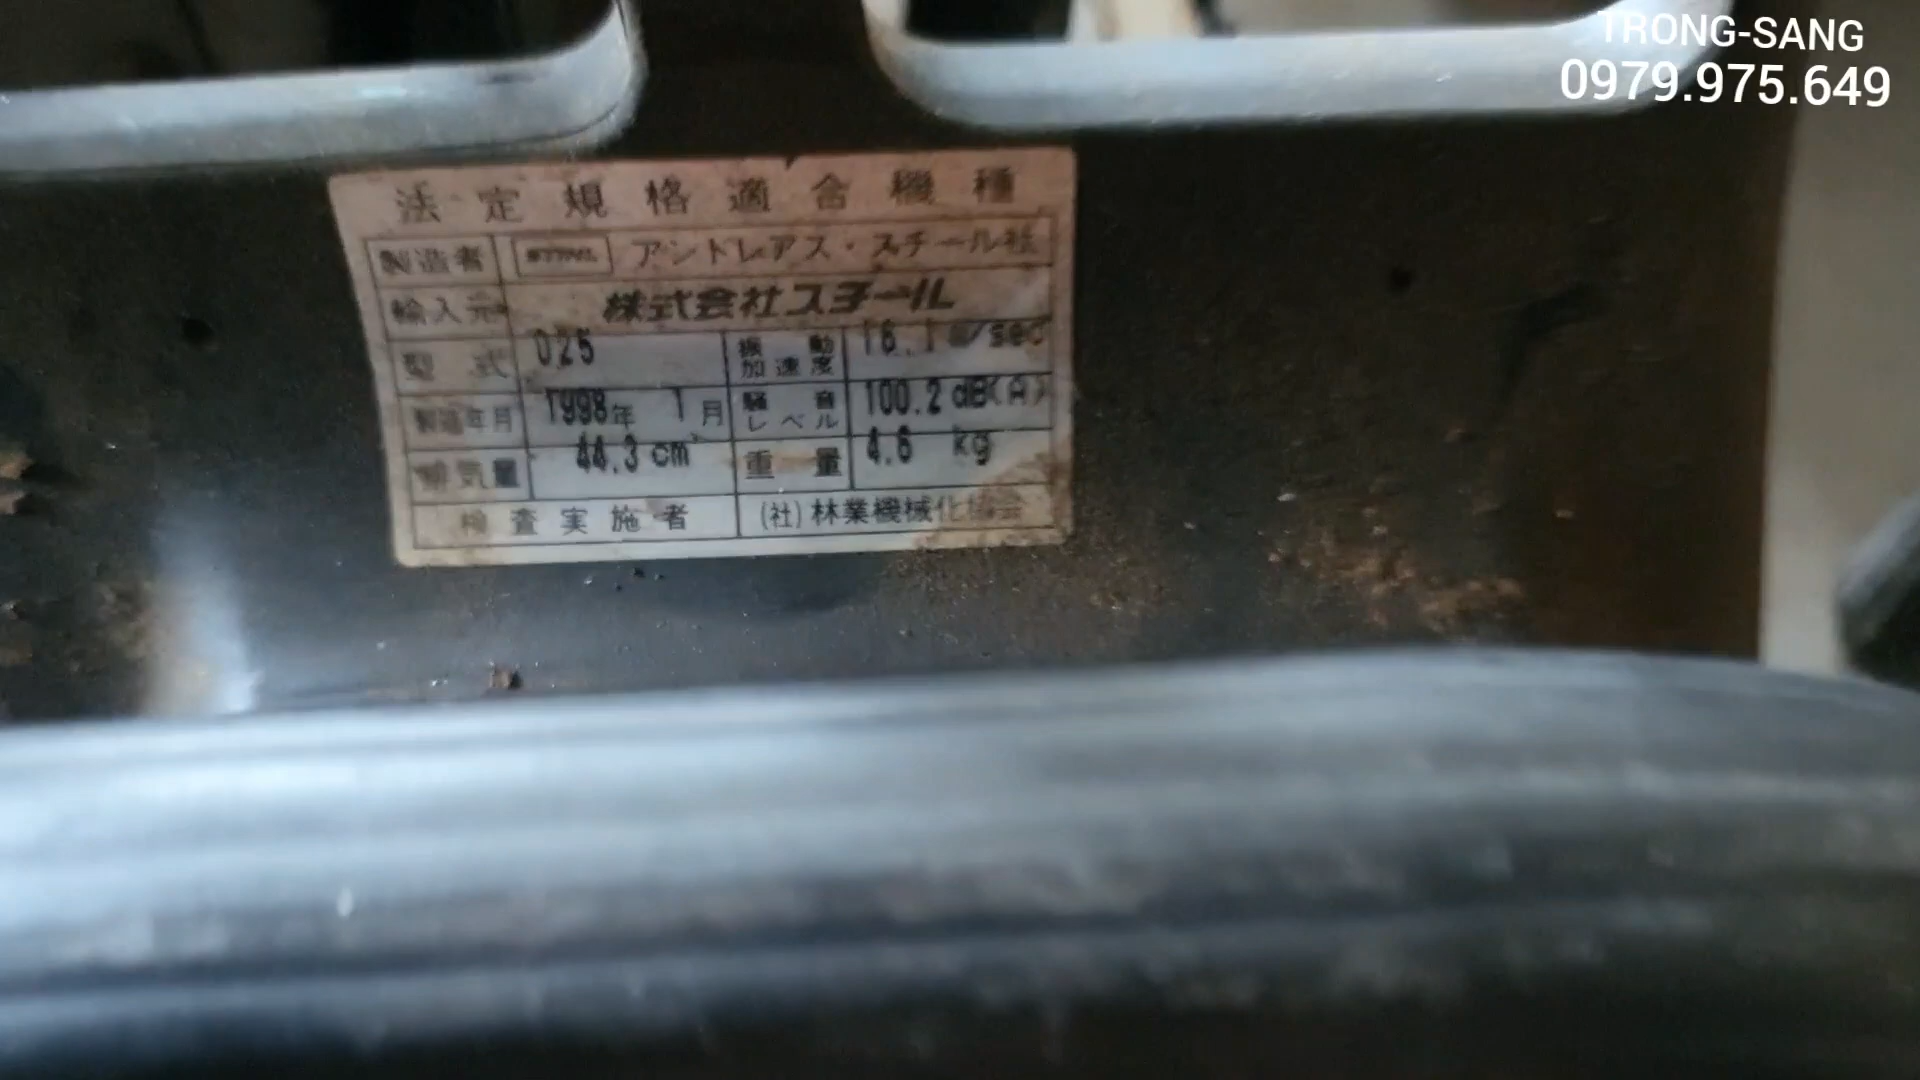 TRONG-SANG
0979.975.649
法定規格適合機種
製造者 STIHL アンドレアス・スチール社
輸入元 株式会社スチール
型式 025 振動加速度 16.1 m/sec
製造年月 1998年 1月 騒音レベル 100.2 dB(A)
排気量 44.3 cm³ 重量 4.6 kg
検査実施者 (社)林業機械化協会